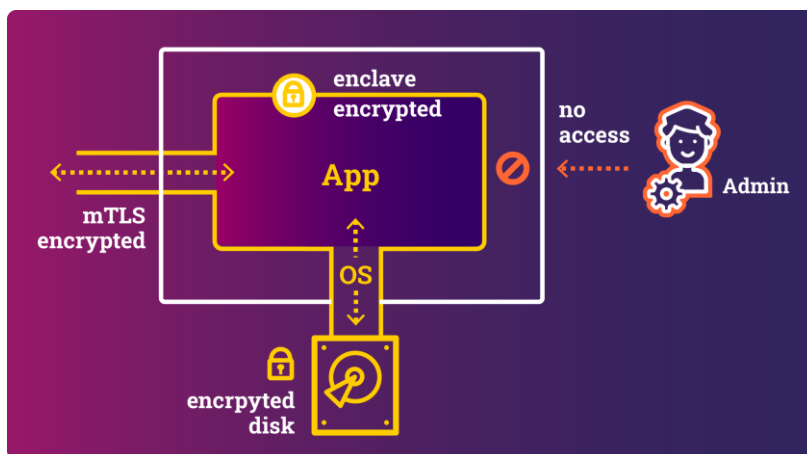 enclave
encrypted
no
access
App
Admin
mTLS
encrypted
OS
encrpyted
disk